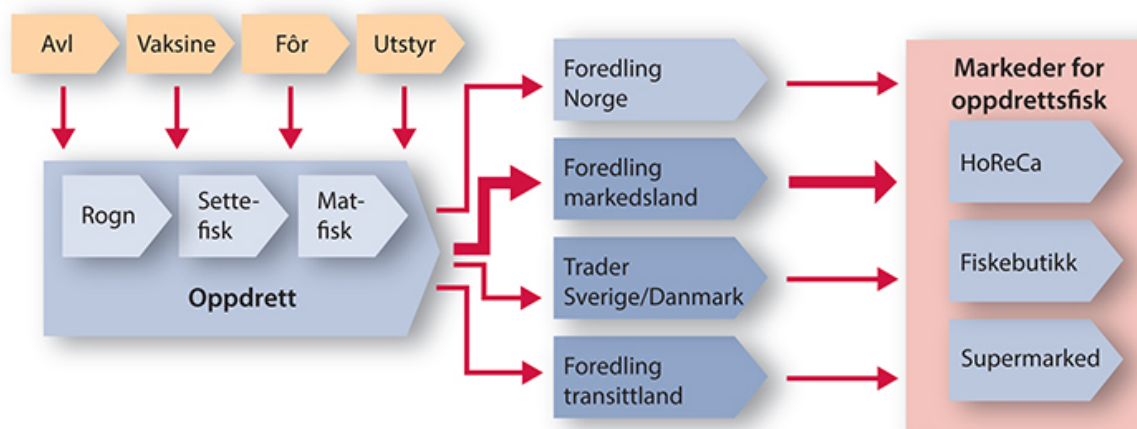 Avl
Vaksine
Fôr
Utstyr
Rogn
Sette-
fisk
Mat-
fisk
Oppdrett
Foredling
Norge
Foredling
markedsland
Trader
Sverige/Danmark
Foredling
transittland
Markeder for
oppdrettsfisk
HoReCa
Fiskebutikk
Supermarked